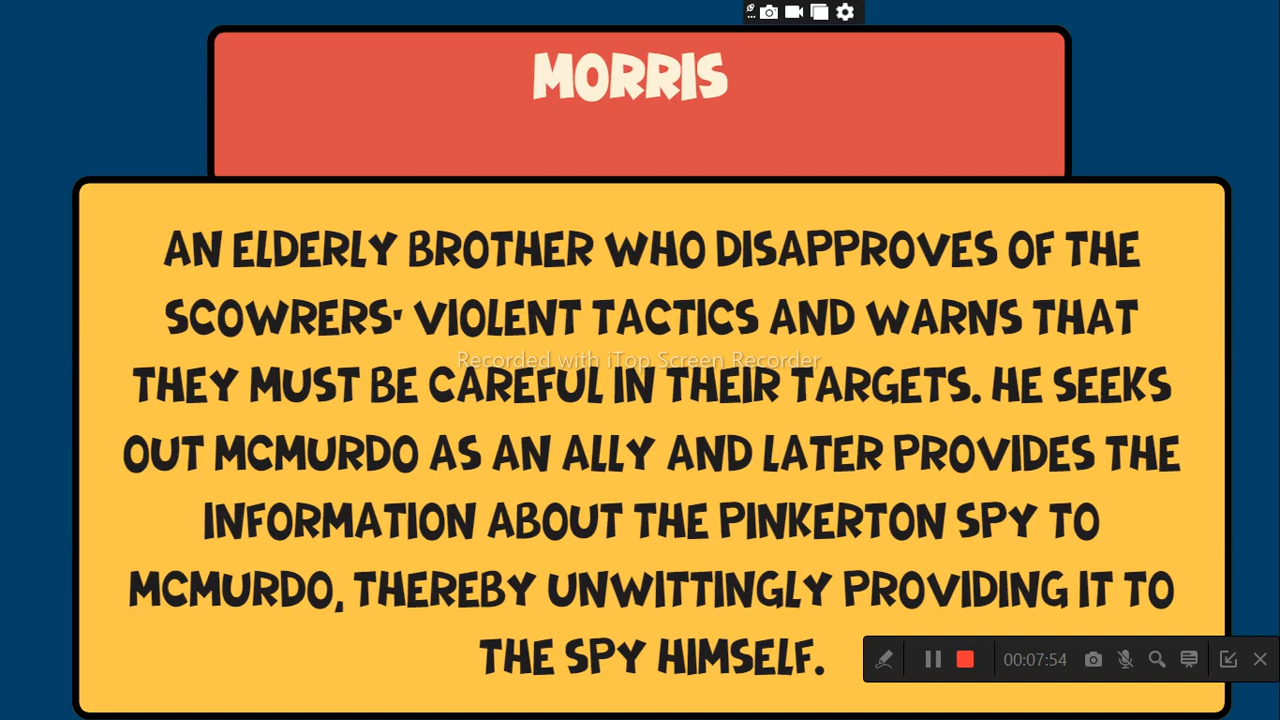 MORRIS
AN ELDERLY BROTHER WHO DISAPPROVES OF THE
SCOWRERS' VIOLENT TACTICS AND WARNS THAT
Recorded with iTop Screen Recorder
THEY MUST BE CAREFUL IN THEIR TARGETS. HE SEEKS
OUT MCMURDO AS AN ALLY AND LATER PROVIDES THE
INFORMATION ABOUT THE PINKERTON SPY TO
MCMURDO, THEREBY UNWITTINGLY PROVIDING IT TO
THE SPY HIMSELF.
00:07:54